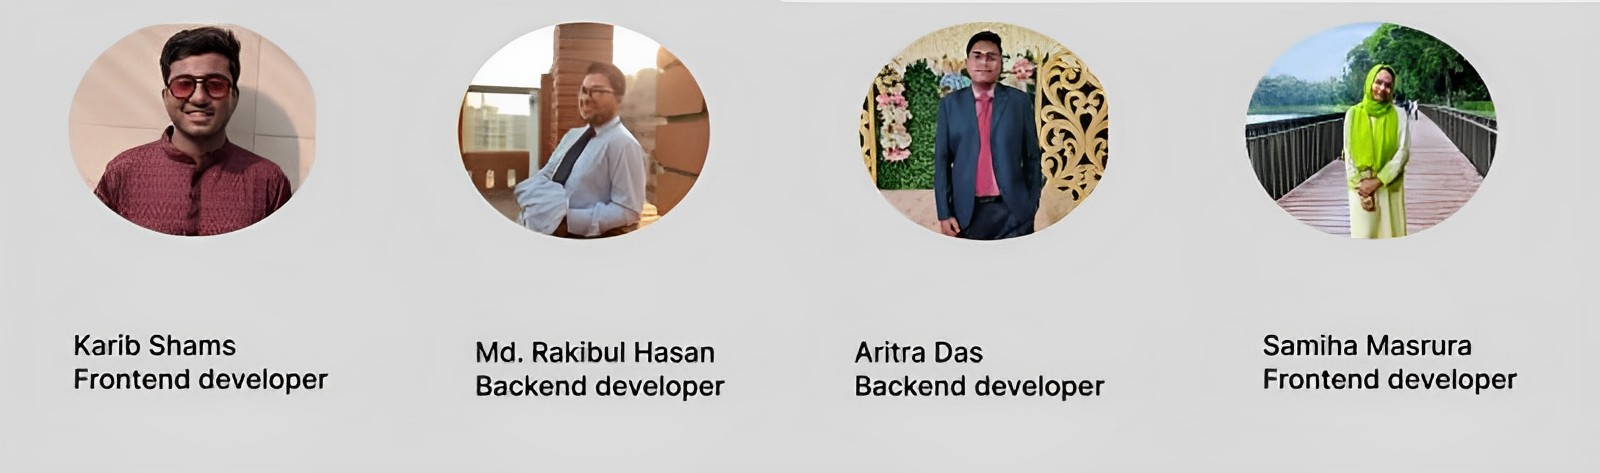 Karib Shams
Frontend developer
Md. Rakibul Hasan
Backend developer
Aritra Das
Backend developer
Samiha Masrura
Frontend developer